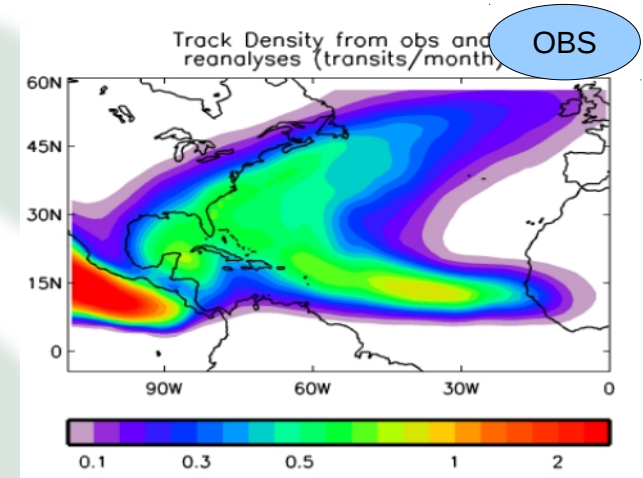 Track Density from obs and
reanalyses (transits/month)
OBS
60N
45N
30N
15N
0
90W
60W
30W
0
0.1
0.3
0.5
1
2